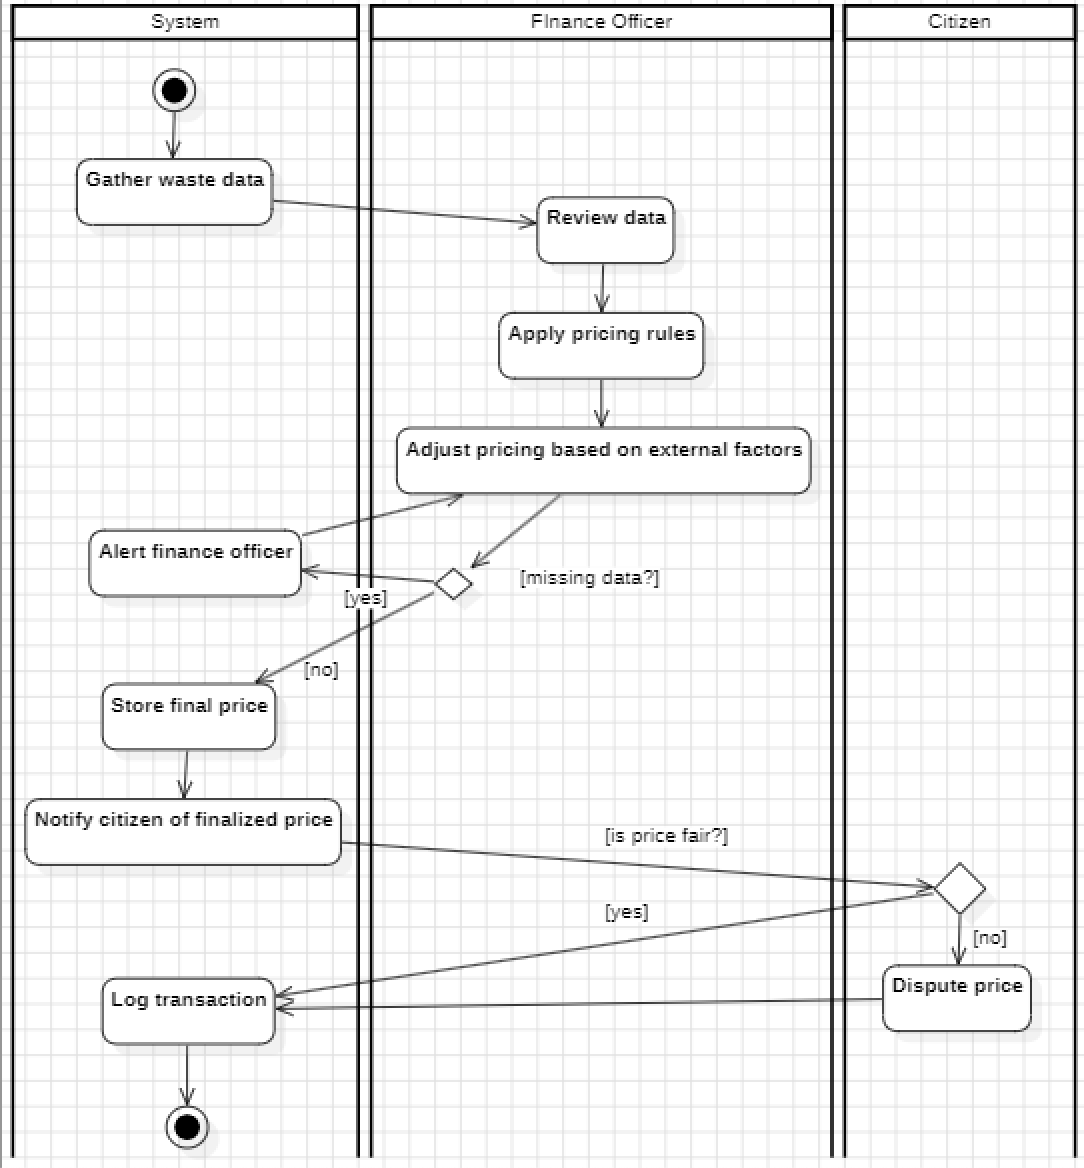 System
FInance Officer
Citizen
Gather waste data
Review data
Apply pricing rules
Adjust pricing based on external factors
Alert finance officer
[missing data?]
[yes]
[no]
Store final price
Notify citizen of finalized price
[is price fair?]
[yes]
[no]
Dispute price
Log transaction